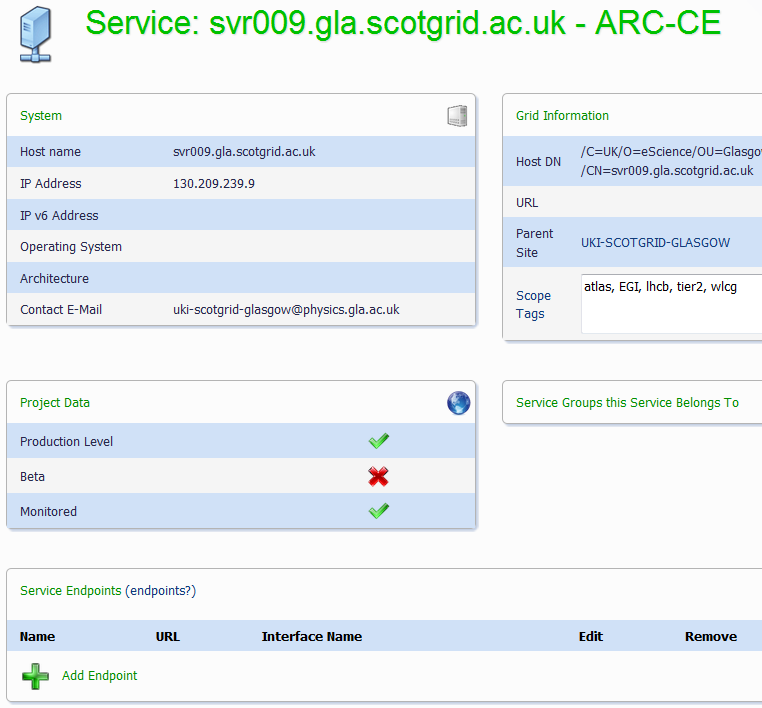 Service: svr009.gla.scotgrid.ac.uk - ARC-CE
System
Host name svr009.gla.scotgrid.ac.uk
IP Address 130.209.239.9
IP v6 Address
Operating System
Architecture
Contact E-Mail uki-scotgrid-glasgow@physics.gla.ac.uk
Grid Information
Host DN /C=UK/O=eScience/OU=Glasgow
/CN=svr009.gla.scotgrid.ac.uk
URL
Parent
Site UKI-SCOTGRID-GLASGOW
Scope
Tags atlas, EGI, lhcb, tier2, wlcg
Project Data
Production Level
Beta
Monitored
Service Groups this Service Belongs To
Service Endpoints (endpoints?)
Name URL Interface Name Edit Remove
Add Endpoint